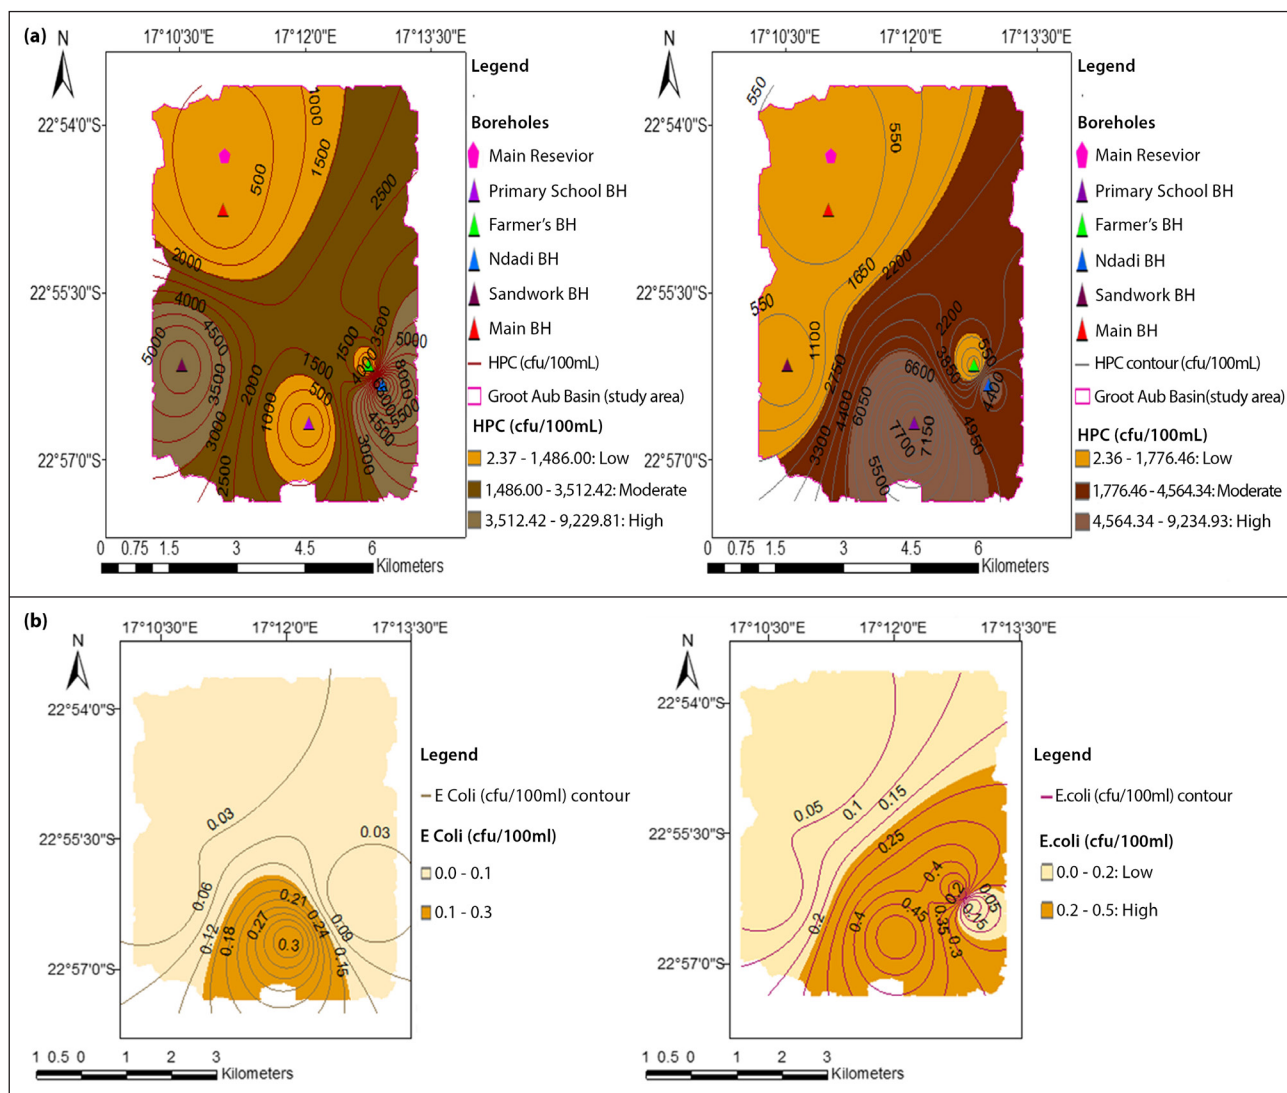 (a)
N
17°10'30"E 17°12'0"E 17°13'30"E
22°54'0"S
22°55'30"S
22°57'0"S
1000
1500
500
2500
2000
4000
4500
5000
3500
3000
2500
2000
1500
1000
500
1500
4000
3500
5000
8000
5500
4500
3000
0 0.75 1.5 3 4.5 6
Kilometers
Legend
Boreholes
Main Resevior
Primary School BH
Farmer's BH
Ndadi BH
Sandwork BH
Main BH
HPC (cfu/100mL)
Groot Aub Basin (study area)
HPC (cfu/100mL)
2.37 - 1,486.00: Low
1,486.00 - 3,512.42: Moderate
3,512.42 - 9,229.81: High
N
17°10'30"E 17°12'0"E 17°13'30"E
22°54'0"S
22°55'30"S
22°57'0"S
550
550
1650
2200
550
1100
2750
2200
550
3850
6600
4400
4400
6050
7700
7150
4950
3300
5500
0 0.75 1.5 3 4.5 6
Kilometers
Legend
Boreholes
Main Resevior
Primary School BH
Farmer's BH
Ndadi BH
Sandwork BH
Main BH
HPC contour (cfu/100mL)
Groot Aub Basin(study area)
HPC (cfu/100mL)
2.36 - 1,776.46: Low
1,776.46 - 4,564.34: Moderate
4,564.34 - 9,234.93: High
(b)
N
17°10'30"E 17°12'0"E 17°13'30"E
22°54'0"S
22°55'30"S
22°57'0"S
0.03
0.03
0.06
0.21
0.12
0.18
0.27
0.24
0.09
0.3
0.15
1 0.5 0 1 2 3
Kilometers
Legend
E Coli (cfu/100ml) contour
E Coli (cfu/100ml)
0.0 - 0.1
0.1 - 0.3
N
17°10'30"E 17°12'0"E 17°13'30"E
22°54'0"S
22°55'30"S
22°57'0"S
0.05
0.1
0.15
0.25
0.4
0.2
0.05
0.2
0.4
0.45
0.35
0.15
0.3
1 0.5 0 1 2 3
Kilometers
Legend
E.coli (cfu/100ml) contour
E.coli (cfu/100ml)
0.0 - 0.2: Low
0.2 - 0.5: High